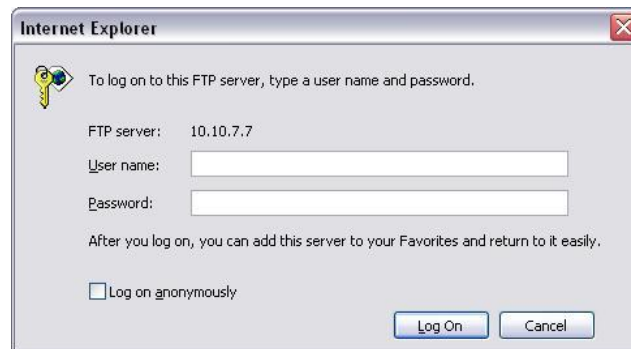 Internet Explorer
To log on to this FTP server, type a user name and password.
FTP server: 10.10.7.7
User name:
Password:
After you log on, you can add this server to your Favorites and return to it easily.
Log on anonymously
Log On Cancel